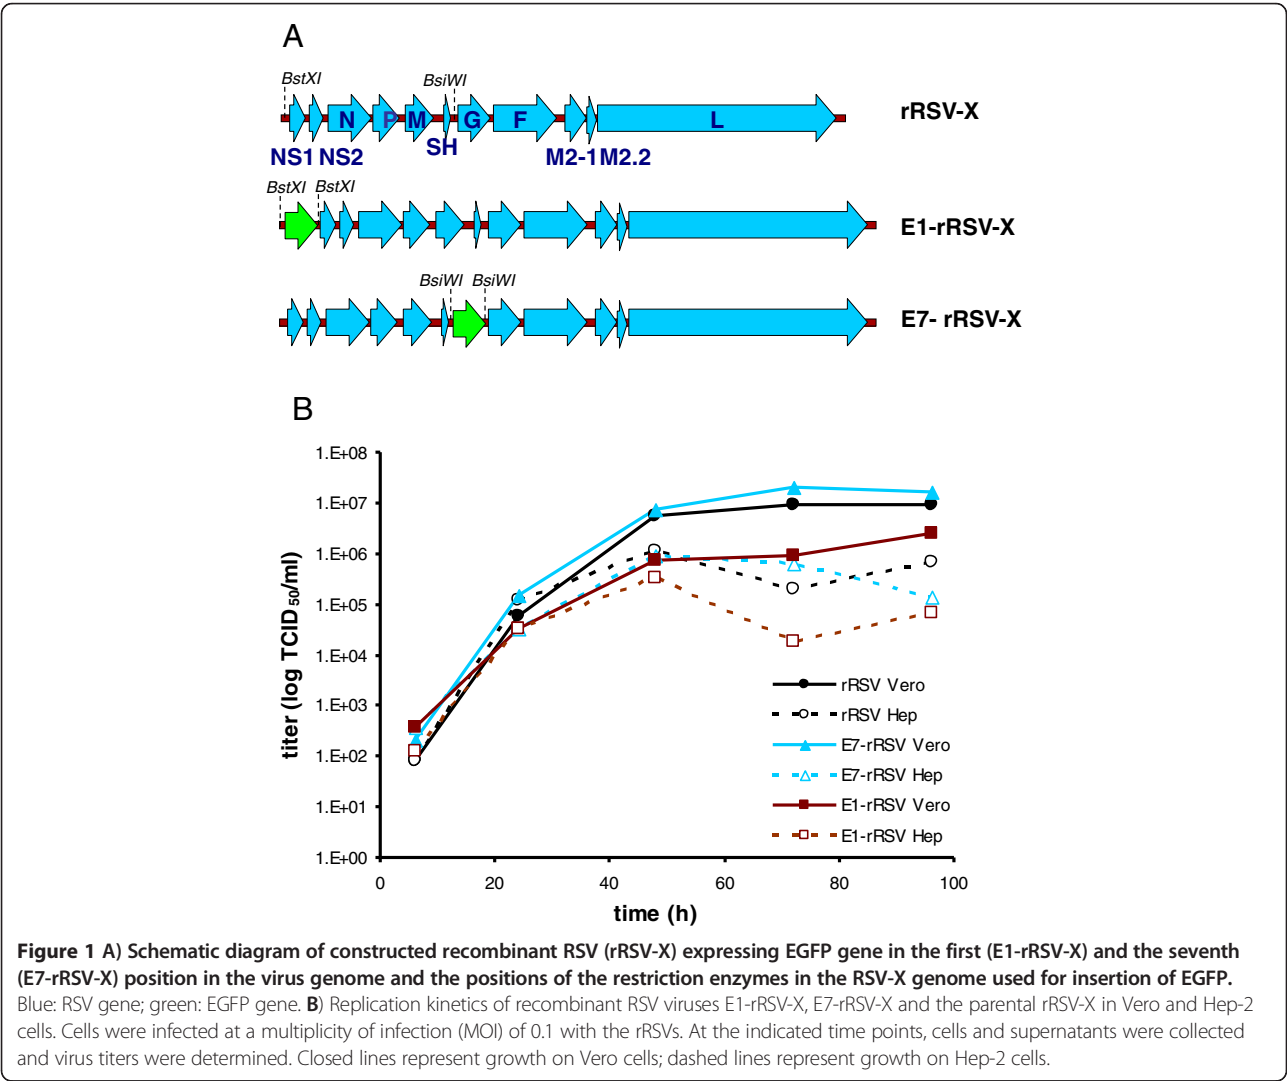 A
BstXI
BsiWI
N
P
M
G
F
L
rRSV-X
NS1 NS2
SH
M2-1 M2.2
BstXI
BstXI
E1-rRSV-X
BsiWI
BsiWI
E7- rRSV-X
B
1.E+08
1.E+07
1.E+06
1.E+05
1.E+04
1.E+03
1.E+02
1.E+01
1.E+00
titer (log TCID50/ml)
rRSV Vero
rRSV Hep
E7-rRSV Vero
E7-rRSV Hep
E1-rRSV Vero
E1-rRSV Hep
0
20
40
60
80
100
time (h)
Figure 1 A) Schematic diagram of constructed recombinant RSV (rRSV-X) expressing EGFP gene in the first (E1-rRSV-X) and the seventh
(E7-rRSV-X) position in the virus genome and the positions of the restriction enzymes in the RSV-X genome used for insertion of EGFP.
Blue: RSV gene; green: EGFP gene. B) Replication kinetics of recombinant RSV viruses E1-rRSV-X, E7-rRSV-X and the parental rRSV-X in Vero and Hep-2
cells. Cells were infected at a multiplicity of infection (MOI) of 0.1 with the rRSVs. At the indicated time points, cells and supernatants were collected
and virus titers were determined. Closed lines represent growth on Vero cells; dashed lines represent growth on Hep-2 cells.